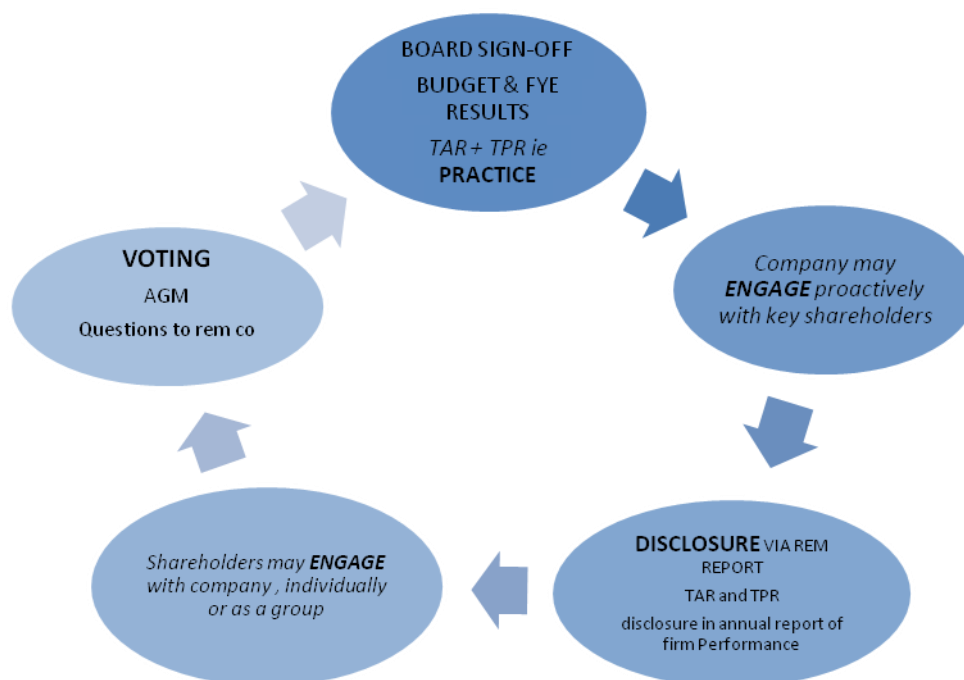 BOARD SIGN-OFF
BUDGET & FYE
RESULTS
TAR + TPR ie
PRACTICE
Company may
ENGAGE proactively
with key shareholders
DISCLOSURE VIA REM
REPORT
TAR and TPR
disclosure in annual report of
firm Performance
Shareholders may ENGAGE
with company , individually
or as a group
VOTING
AGM
Questions to rem co